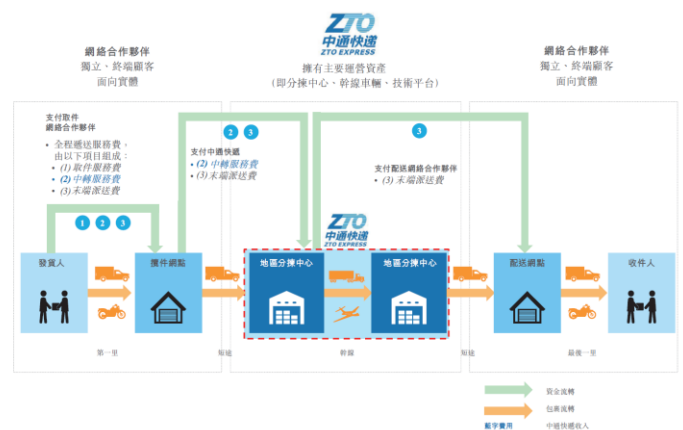 ZTO
中通快递
ZTO EXPRESS
網絡合作夥伴
獨立、終端顧客
面向實體
擁有主要運營資產
(即分揀中心、幹線車輛、技術平台)
網絡合作夥伴
獨立、終端顧客
面向實體
支付取件
網絡合作夥伴
• 全程遞送服務費，
由以下項目組成：
• (1)取件服務費
• (2)中轉服務費
• (3)末端派送費
1 2 3
2 3
支付中通快遞
• (2) 中轉服務費
• (3)末端派送費
3
支付配送網絡合作夥伴
• (3) 末端派送費
ZTO
中通快递
ZTO EXPRESS
發貨人
攬件網點
地區分揀中心
地區分揀中心
配送網點
收件人
第一里
短途
幹線
短途
最後一里
資金流轉
包裹流轉
藍字費用
中通快遞收入